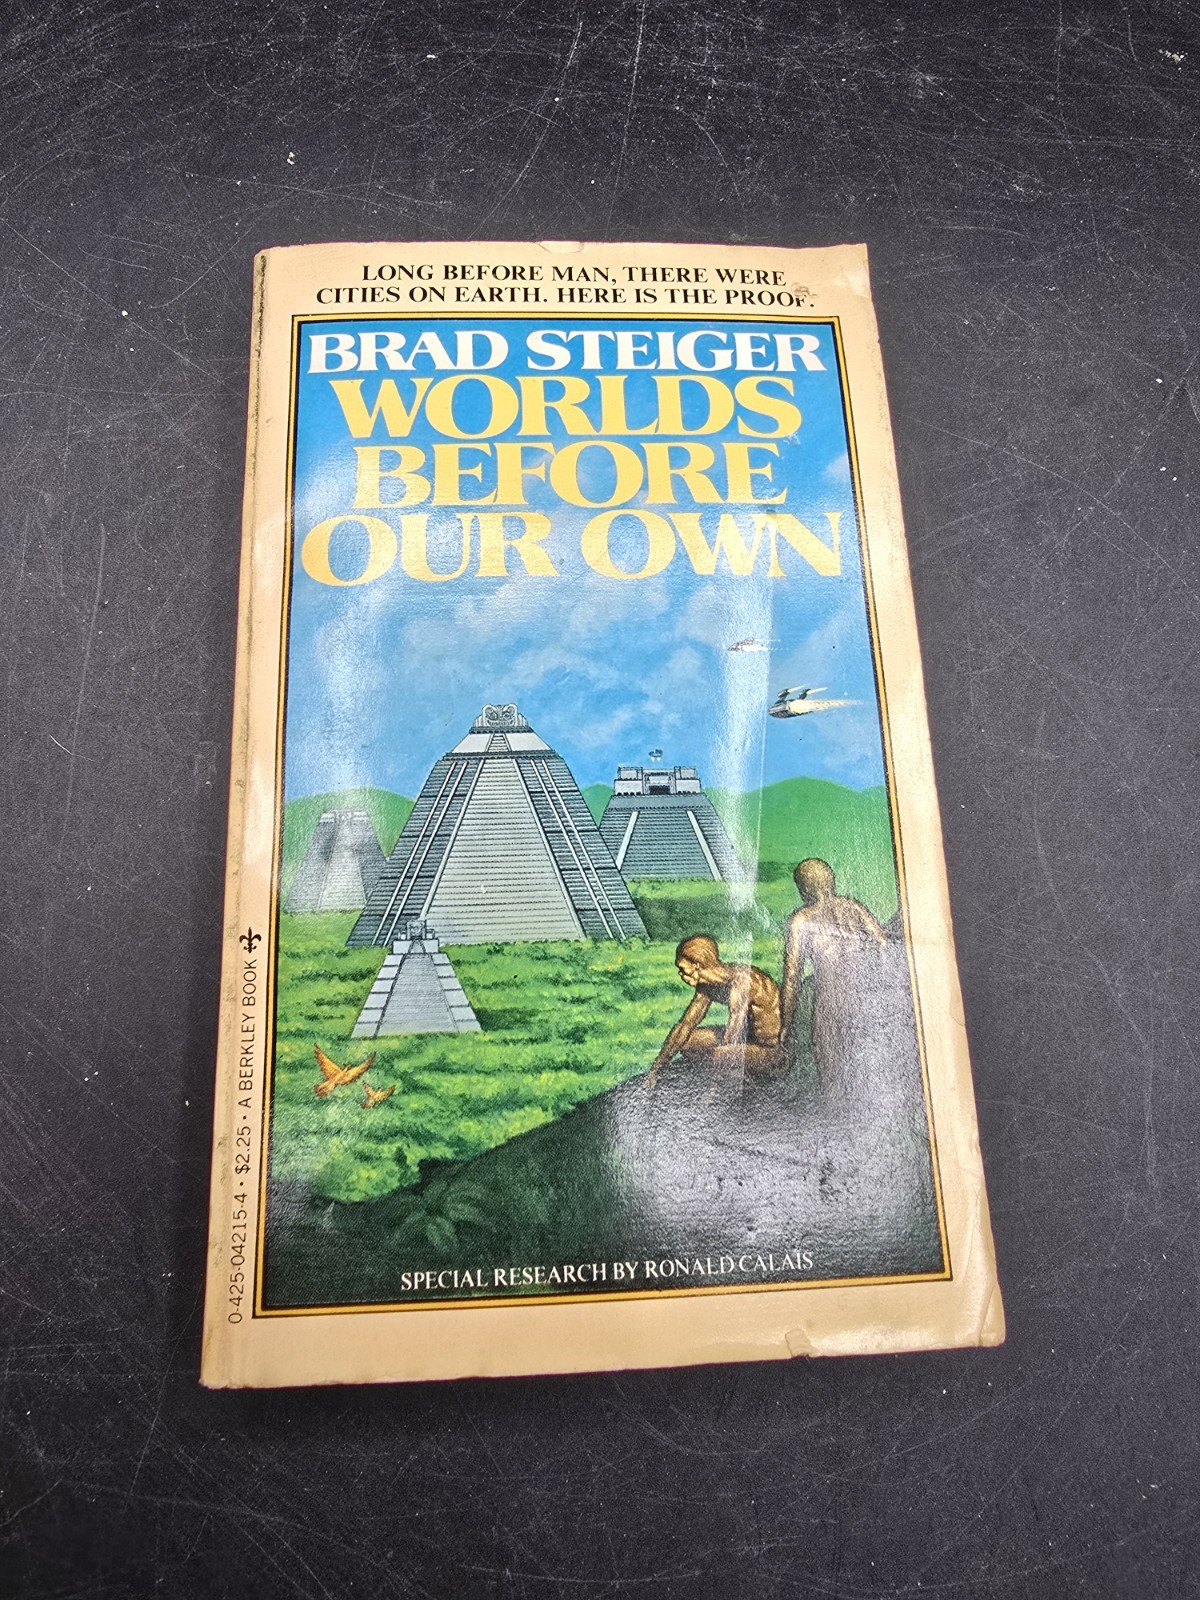 LONG BEFORE MAN, THERE WERE
CITIES ON EARTH. HERE IS THE PROOF.
BRAD STEIGER
WORLDS
BEFORE
OUR OWN
SPECIAL RESEARCH BY RONALD CALAIS
0-425-04215-4 • $2.25 • A BERKLEY BOOK